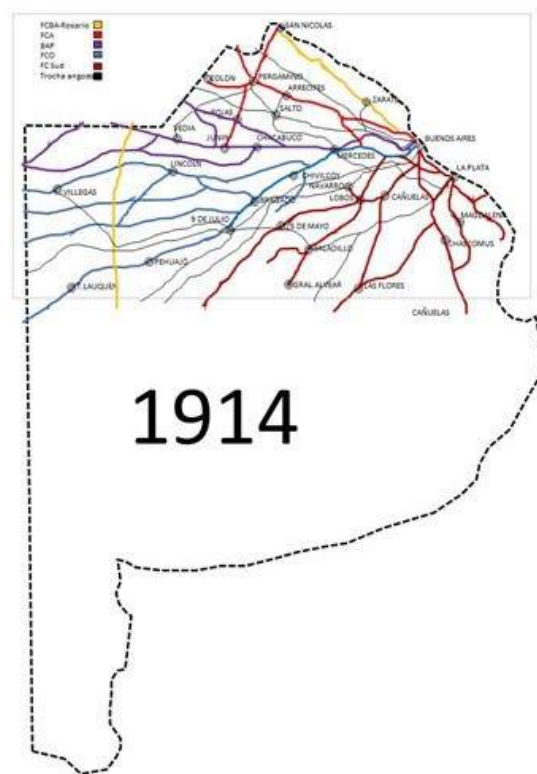 FCBA-Rosario
FCA
BAP
FCO
FC Sud
Trocha angosta
SAN NICOLAS
COLON
PERGAMINO
ARRECIFES
ZARATE
SALTO
ROJAS
VEDIA
JUNIN
CHACABUCO
BUENOS AIRES
MERCEDES
LINCOLN
LA PLATA
CHIVILCOY
VILLEGAS
NAVARRO
LOBOS
CAÑUELAS
BRAGADO
MAGDALENA
9 DE JULIO
25 DE MAYO
CHASCOMUS
SALADILLO
PEHUAJÓ
T. LAUQUEN
GRAL ALVEAR
LAS FLORES
CAÑUELAS
1914